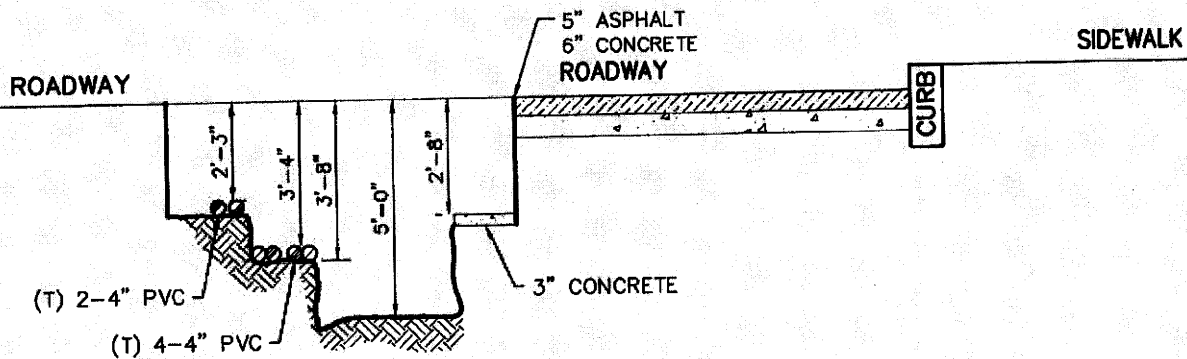 5" ASPHALT
6" CONCRETE
SIDEWALK
ROADWAY
ROADWAY
CURB
2'-3"
3'-4"
3'-8"
5'-0"
2'-8"
3" CONCRETE
(T) 2-4" PVC
(T) 4-4" PVC